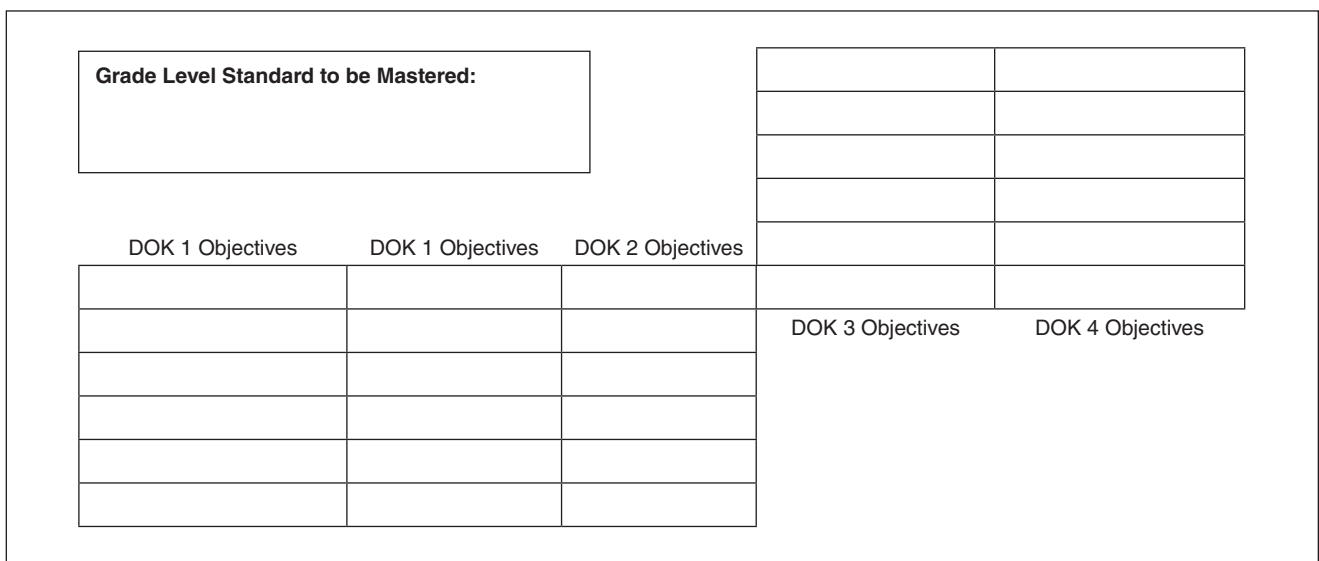 Grade Level Standard to be Mastered:
DOK 1 Objectives DOK 1 Objectives DOK 2 Objectives
DOK 3 Objectives DOK 4 Objectives